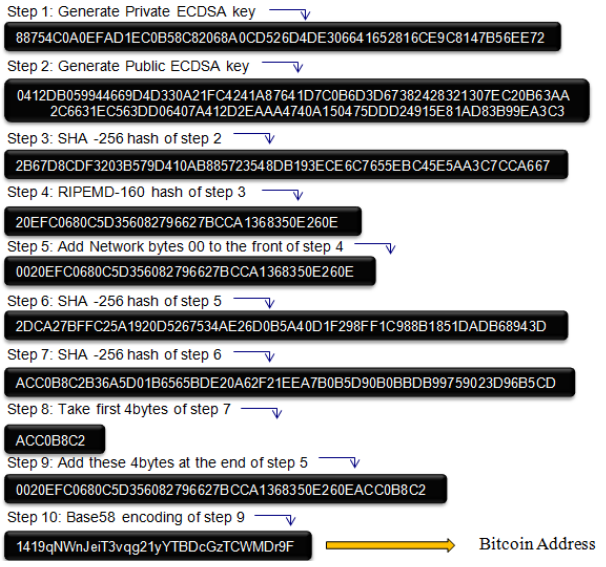 Step 1: Generate Private ECDSA key
88754C0A0EFAD1EC0B58C82068A0CD526D4DE306641652816CE9C8147B56EE72
Step 2: Generate Public ECDSA key
0412DB059944669D4D330A21FC4241A87641D7C0B6D3D67382428321307EC20B63AA
2C6631EC563DD06407A412D2EAAA4740A150475DDD24915E81AD83B99EA3C3
Step 3: SHA -256 hash of step 2
2B67D8CDF3203B579D410AB885723548DB193ECE6C7655EBC45E5AA3C7CCA667
Step 4: RIPEMD-160 hash of step 3
20EFC0680C5D356082796627BCCA1368350E260E
Step 5: Add Network bytes 00 to the front of step 4
0020EFC0680C5D356082796627BCCA1368350E260E
Step 6: SHA -256 hash of step 5
2DCA27BFFC25A1920D5267534AE26D0B5A40D1F298FF1C988B1851DADB68943D
Step 7: SHA -256 hash of step 6
ACC0B8C2B36A5D01B6565BDE20A62F21EEA7B0B5D90B0BBDB99759023D96B5CD
Step 8: Take first 4bytes of step 7
ACC0B8C2
Step 9: Add these 4bytes at the end of step 5
0020EFC0680C5D356082796627BCCA1368350E260EACC0B8C2
Step 10: Base58 encoding of step 9
1419qNWnJeiT3vqg21yYTBDcGzTCWMDr9F
Bitcoin Address